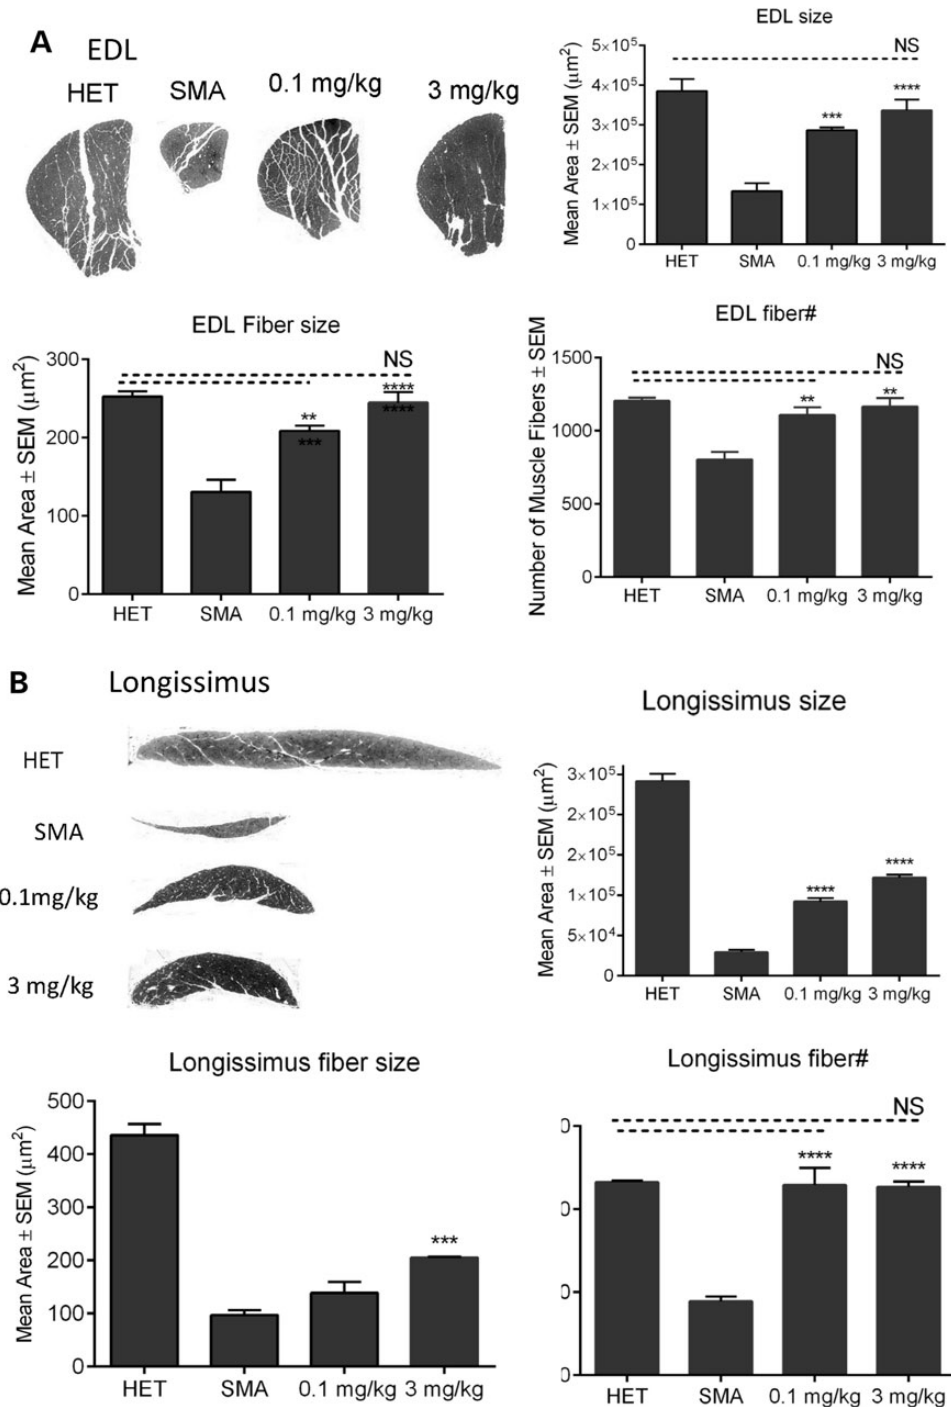 A
EDL
HET SMA 0.1 mg/kg 3 mg/kg
EDL size
Mean Area ± SEM (μm²)
5×10⁵
4×10⁵
3×10⁵
2×10⁵
1×10⁵
0
NS
*** ****
HET SMA 0.1 mg/kg 3 mg/kg
EDL Fiber size
Mean Area ± SEM (μm²)
300
200
100
0
NS
** ****
*** ****
HET SMA 0.1 mg/kg 3 mg/kg
EDL fiber#
Number of Muscle Fibers ± SEM
1500
1000
500
0
NS
** **
HET SMA 0.1 mg/kg 3 mg/kg
B
Longissimus
HET
SMA
0.1mg/kg
3 mg/kg
Longissimus size
Mean Area ± SEM (μm²)
3×10⁵
2×10⁵
2×10⁵
1×10⁵
5×10⁴
0
**** ****
HET SMA 0.1 mg/kg 3 mg/kg
Longissimus fiber size
Mean Area ± SEM (μm²)
500
400
300
200
100
0
***
HET SMA 0.1 mg/kg 3 mg/kg
Longissimus fiber#
0
0
0
0
NS
**** ****
HET SMA 0.1 mg/kg 3 mg/kg